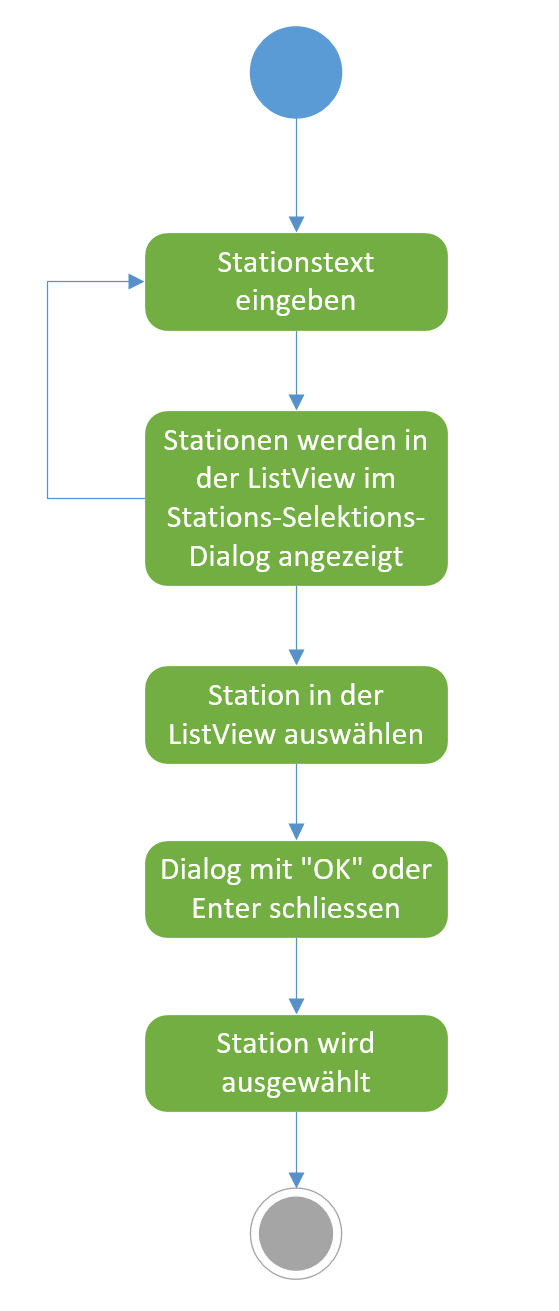 Stationstext
eingeben
Stationen werden in
der ListView im
Stations-Selektions-
Dialog angezeigt
Station in der
ListView auswählen
Dialog mit "OK" oder
Enter schliessen
Station wird
ausgewählt